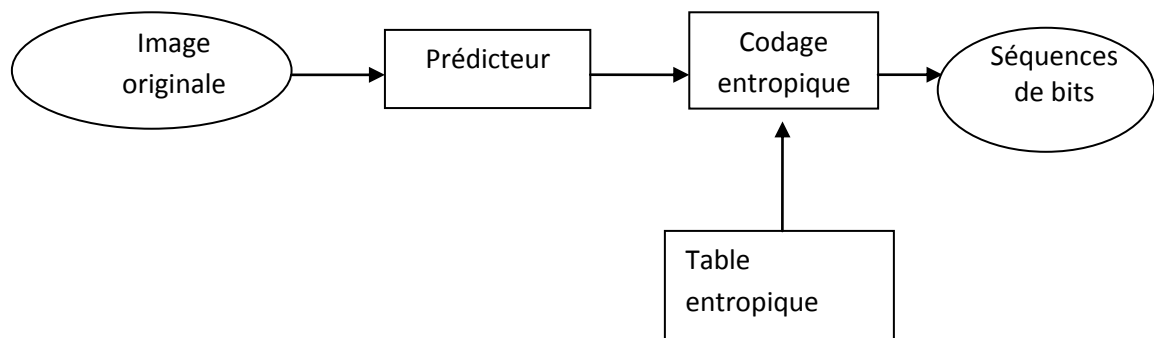 Image
originale
Prédicteur
Codage
entropique
Séquences
de bits
Table
entropique